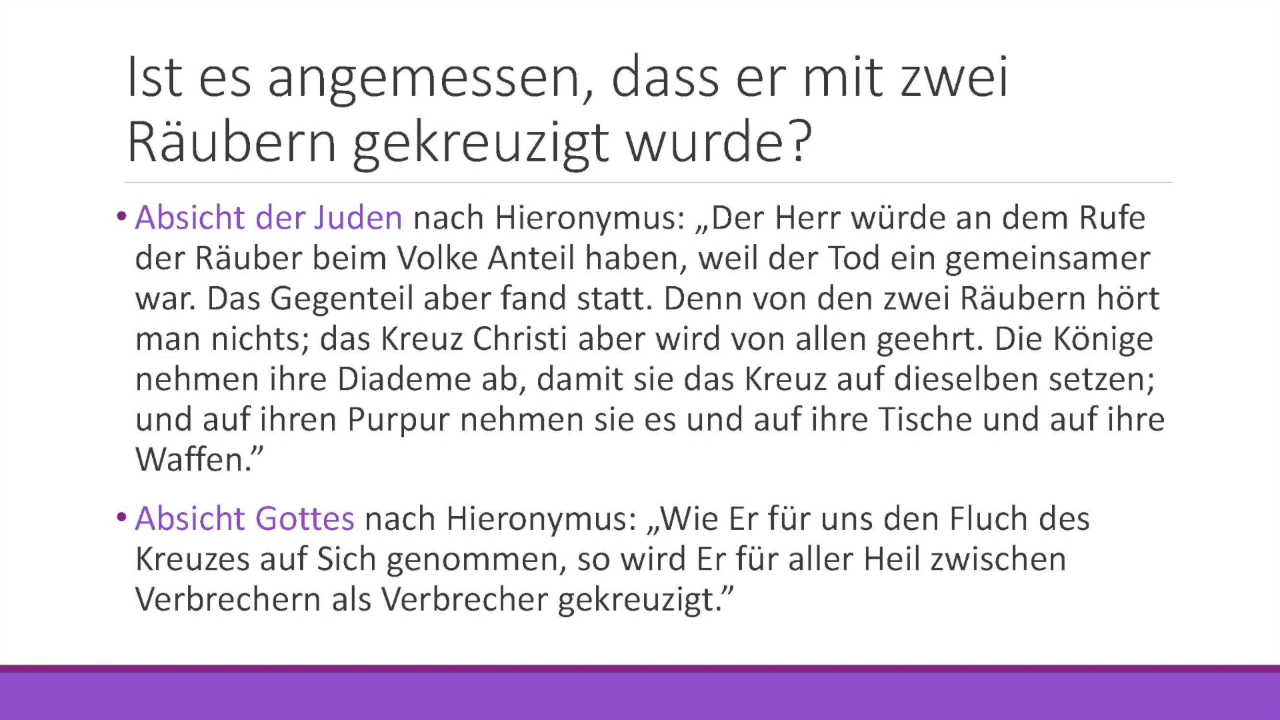 Ist es angemessen, dass er mit zwei
Räubern gekreuzigt wurde?
• Absicht der Juden nach Hieronymus: „Der Herr würde an dem Rufe
der Räuber beim Volke Anteil haben, weil der Tod ein gemeinsamer
war. Das Gegenteil aber fand statt. Denn von den zwei Räubern hört
man nichts; das Kreuz Christi aber wird von allen geehrt. Die Könige
nehmen ihre Diademe ab, damit sie das Kreuz auf dieselben setzen;
und auf ihren Purpur nehmen sie es und auf ihre Tische und auf ihre
Waffen.”
• Absicht Gottes nach Hieronymus: „Wie Er für uns den Fluch des
Kreuzes auf Sich genommen, so wird Er für aller Heil zwischen
Verbrechern als Verbrecher gekreuzigt.”